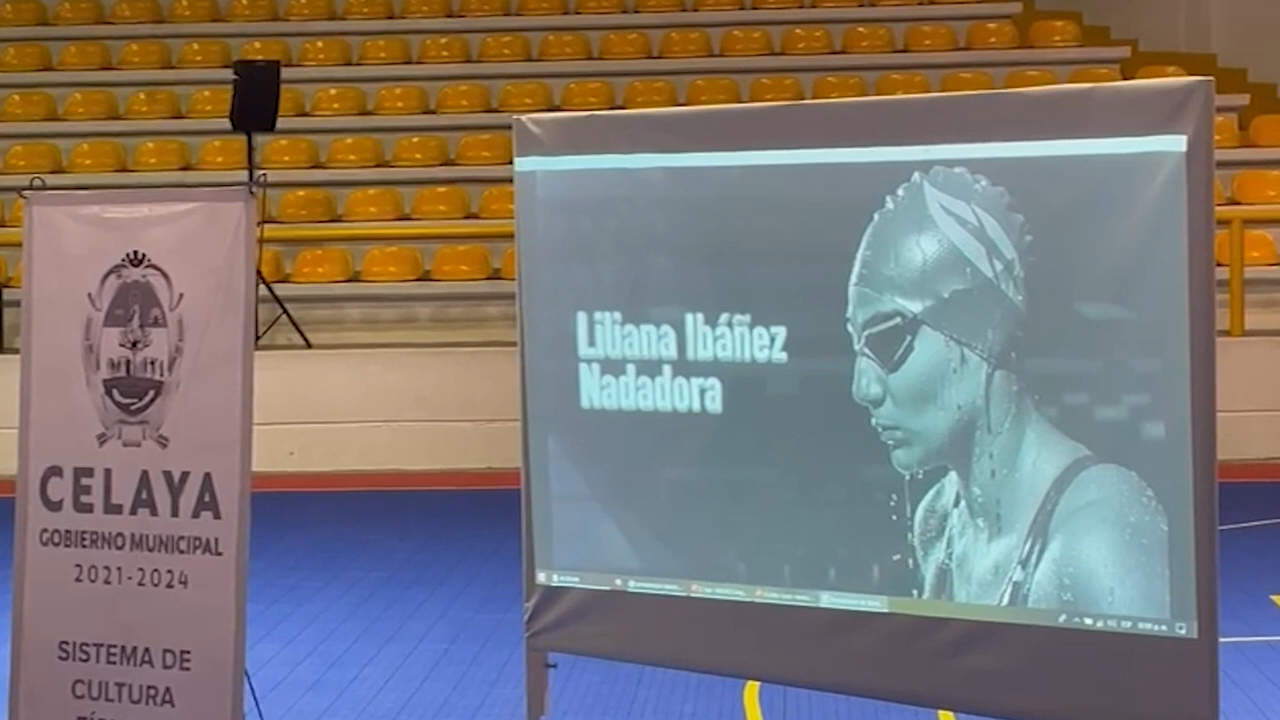 CELAYA
GOBIERNO MUNICIPAL
2021-2024
SISTEMA DE
CULTURA
Liliana Ibáñez
Nadadora